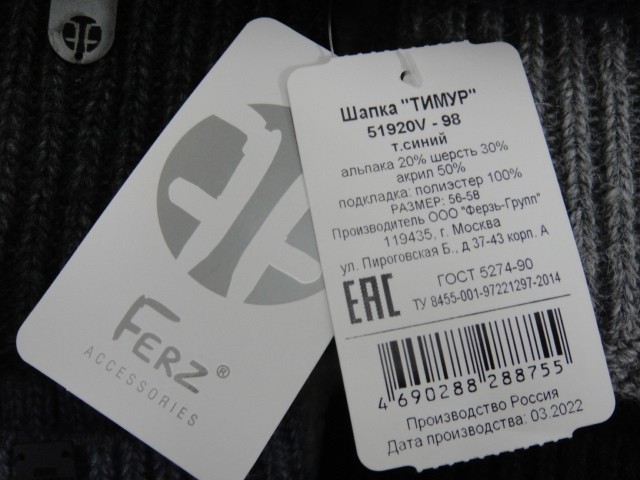 FERZ®
ACCESSORIES
Шапка "ТИМУР"
51920V - 98
т.синий
альпака 20% шерсть 30%
акрил 50%
подкладка: полиэстер 100%
РАЗМЕР: 56-58
Производитель ООО "Ферзь-Групп"
119435, г. Москва
ул. Пироговская Б., д 37-43 корп. А
EAC
ГОСТ 5274-90
ТУ 8455-001-97221297-2014
4 690288 288755
Производство Россия
Дата производства: 03.2022